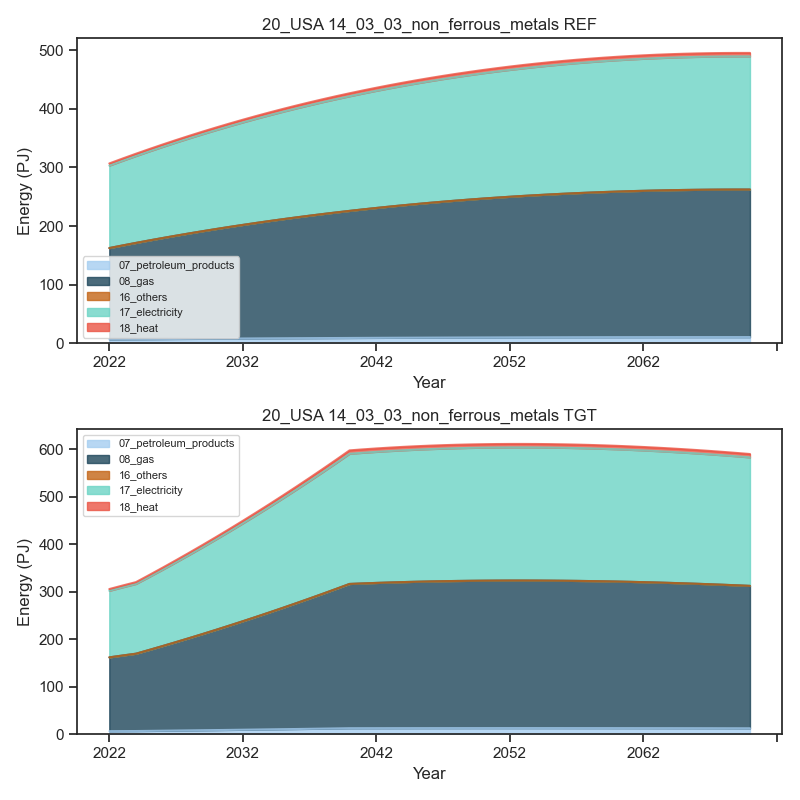 20_USA 14_03_03_non_ferrous_metals REF
500
400
300
200
100
0
Energy (PJ)
07_petroleum_products
08_gas
16_others
17_electricity
18_heat
2022 2032 2042 2052 2062
Year
20_USA 14_03_03_non_ferrous_metals TGT
600
500
400
300
200
100
0
Energy (PJ)
07_petroleum_products
08_gas
16_others
17_electricity
18_heat
2022 2032 2042 2052 2062
Year